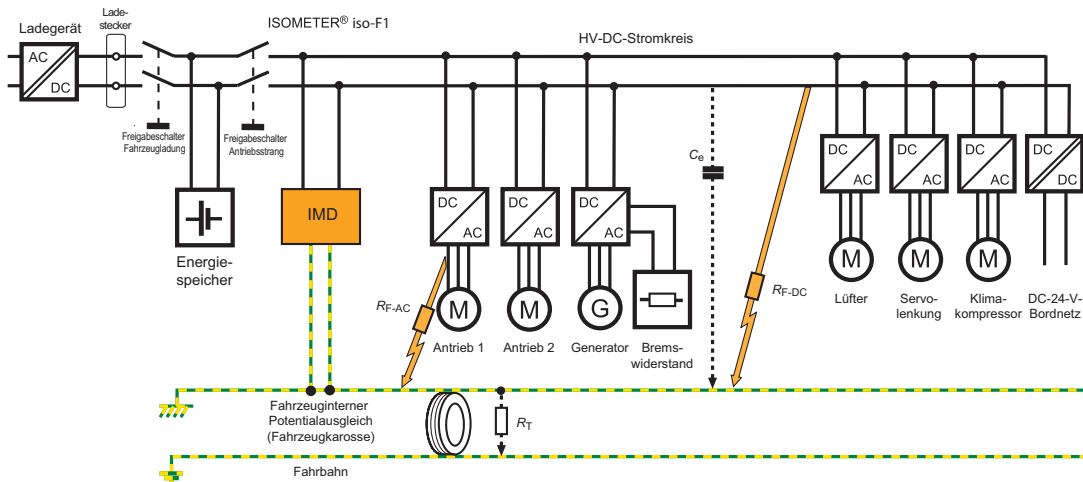 ISOMETER® iso-F1
Ladegerät
Lade-
stecker
HV-DC-Stromkreis
AC
DC
Freigabeschalter
Fahrzeugladung
Freigabeschalter
Antriebsstrang
Energie-
speicher
IMD
DC
AC
DC
AC
DC
AC
Ce
DC
AC
DC
AC
DC
AC
DC
DC
RF-AC
M
M
G
RF-DC
M
M
M
Antrieb 1
Antrieb 2
Generator
Brems-
widerstand
Lüfter
Servo-
lenkung
Klima-
kompressor
DC-24-V-
Bordnetz
Fahrzeuginterner
Potentialausgleich
(Fahrzeugkarosse)
RT
Fahrbahn